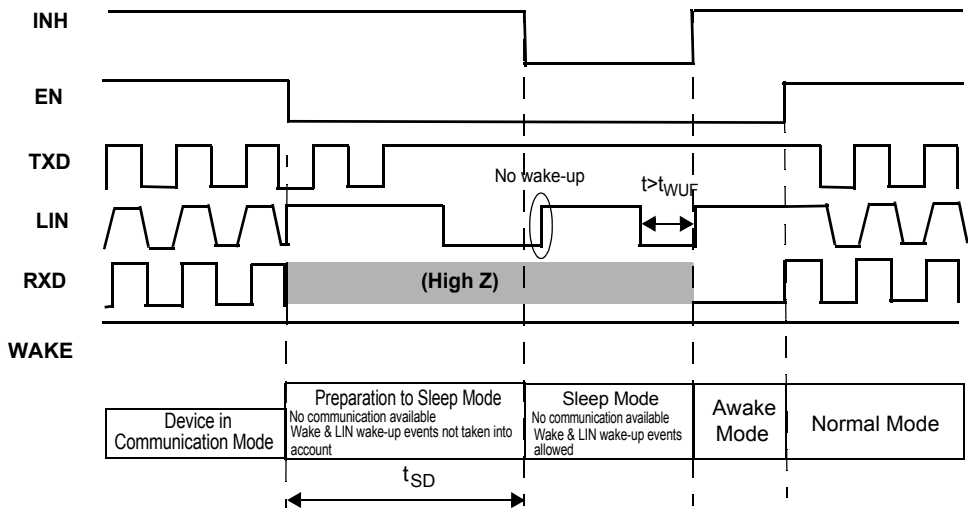 INH
EN
TXD
No wake-up
t>tWUF
LIN
RXD
(High Z)
WAKE
Device in
Communication Mode
Preparation to Sleep Mode
No communication available
Wake & LIN wake-up events not taken into
account
Sleep Mode
No communication available
Wake & LIN wake-up events
allowed
Awake
Mode
Normal Mode
tSD